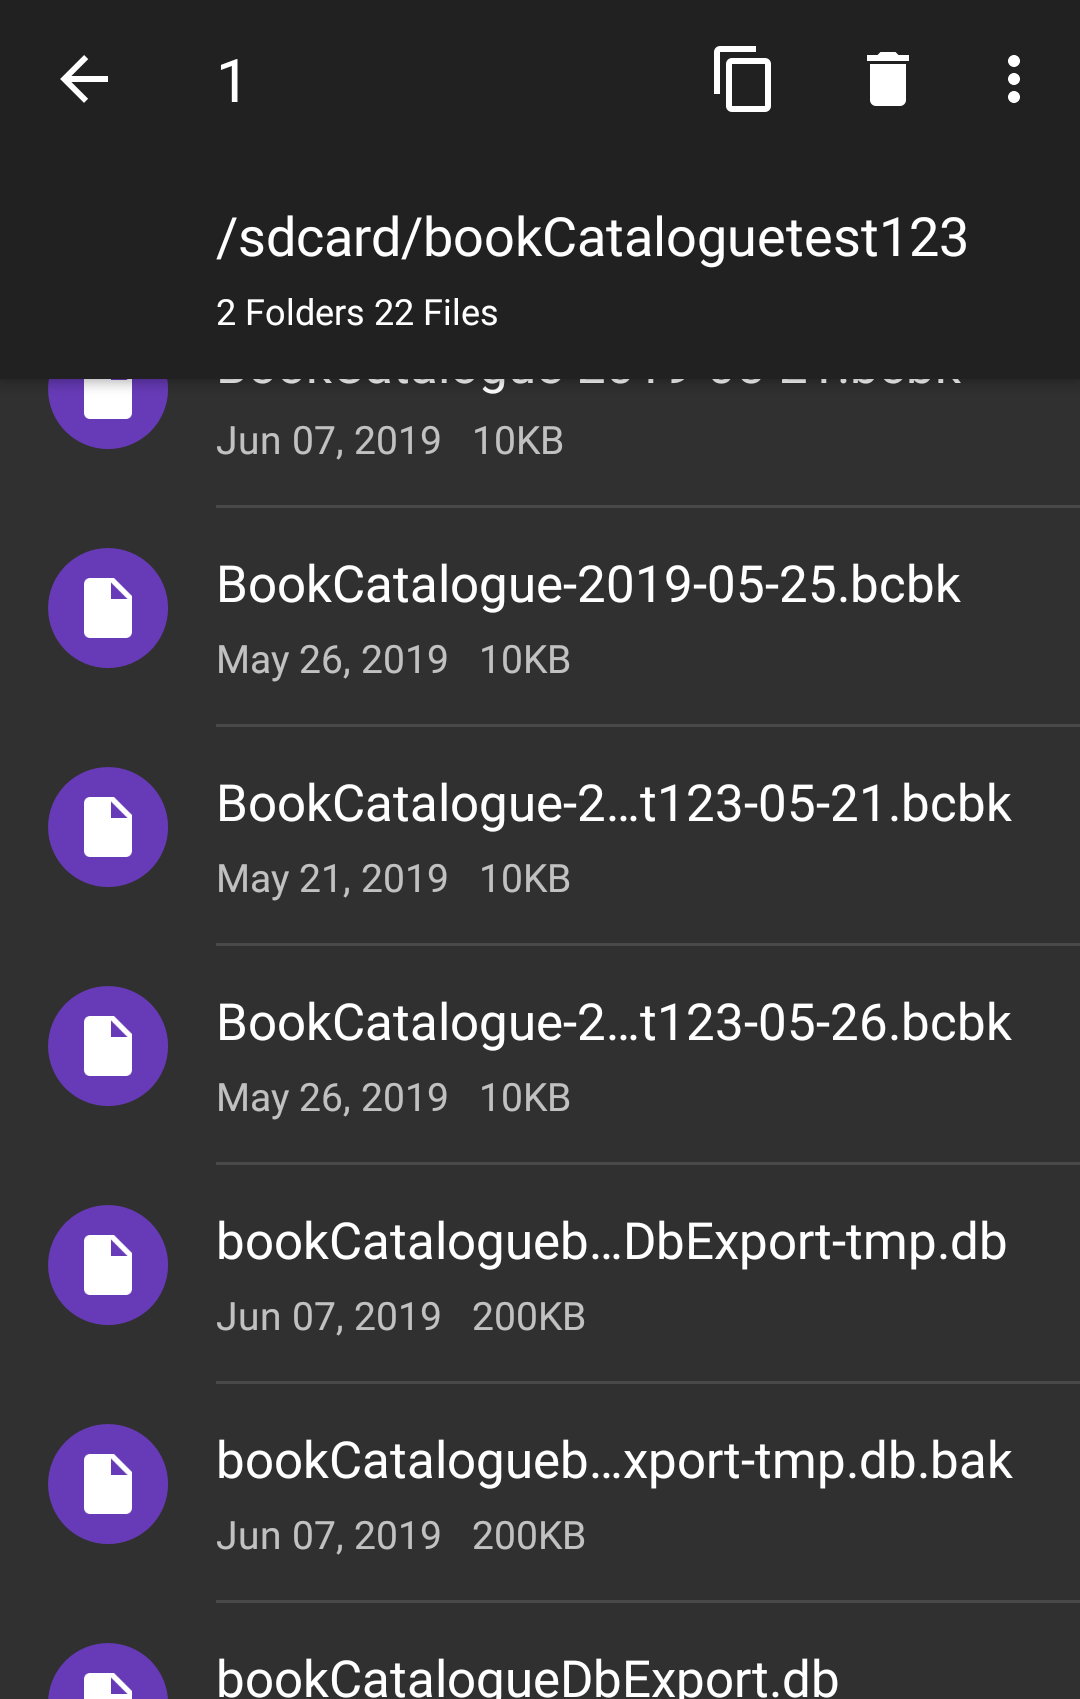 1
/sdcard/bookCataloguetest123
2 Folders 22 Files
Jun 07, 2019 10KB
BookCatalogue-2019-05-25.bcbk
May 26, 2019 10KB
BookCatalogue-2...t123-05-21.bcbk
May 21, 2019 10KB
BookCatalogue-2...t123-05-26.bcbk
May 26, 2019 10KB
bookCatalogueb...DbExport-tmp.db
Jun 07, 2019 200KB
bookCatalogueb...xport-tmp.db.bak
Jun 07, 2019 200KB
bookCatalogueDbExport.db